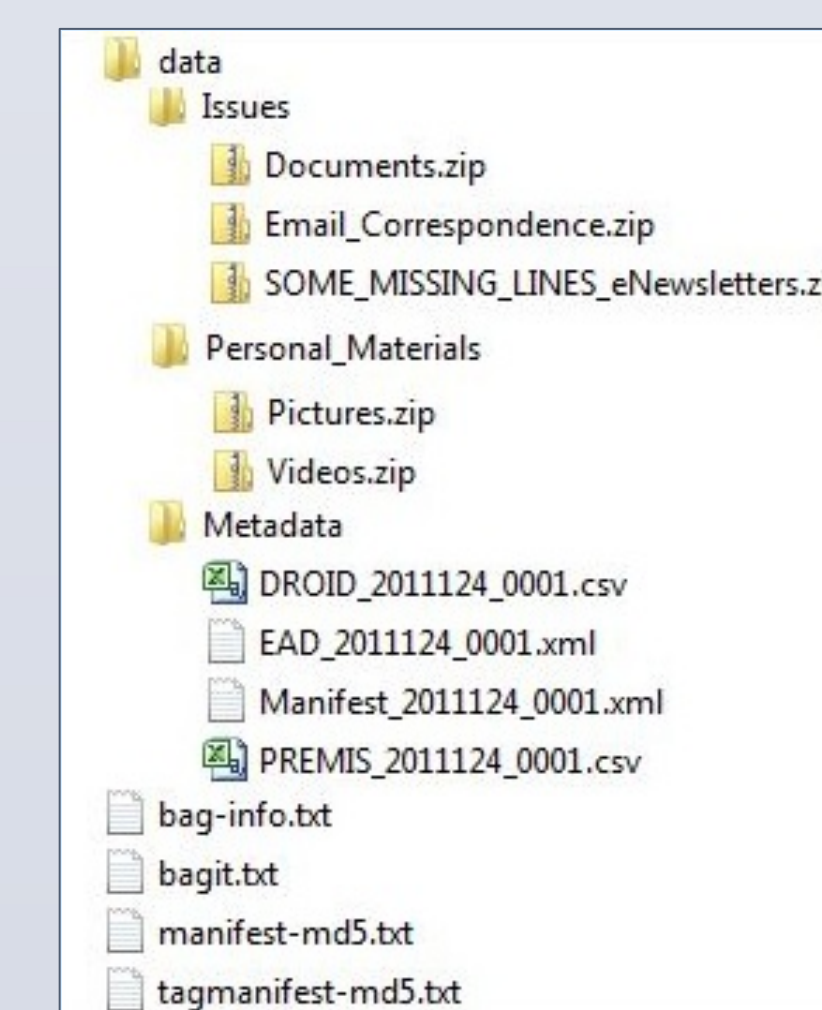 data
Issues
Documents.zip
Email_Correspondence.zip
SOME_MISSING_LINES_eNewsletters.z
Personal_Materials
Pictures.zip
Videos.zip
Metadata
DROID_2011124_0001.csv
EAD_2011124_0001.xml
Manifest_2011124_0001.xml
PREMIS_2011124_0001.csv
bag-info.txt
bagit.txt
manifest-md5.txt
tagmanifest-md5.txt